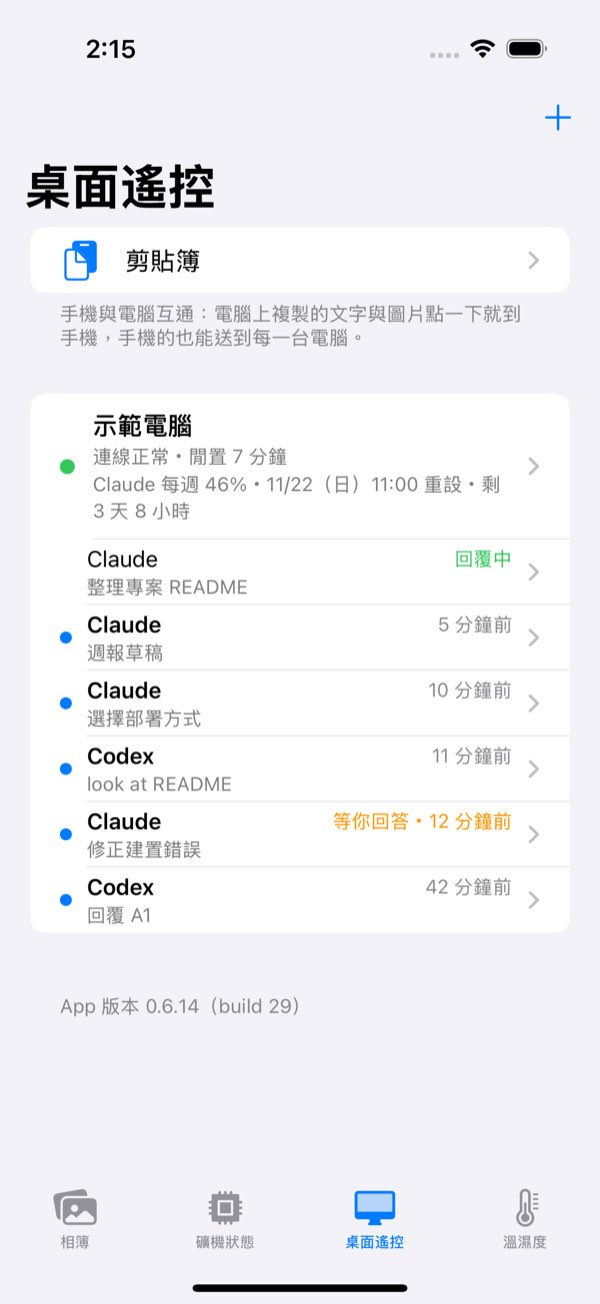 2:15
桌面遙控
剪貼簿
手機與電腦互通：電腦上複製的文字與圖片點一下就到
手機，手機的也能送到每一台電腦。
示範電腦
連線正常・閒置 7 分鐘
Claude 每週 46%・11/22（日）11:00 重設・剩
3 天 8 小時
Claude
回覆中
整理專案 README
Claude
5 分鐘前
週報草稿
Claude
10 分鐘前
選擇部署方式
Codex
11 分鐘前
look at README
Claude
等你回答・12 分鐘前
修正建置錯誤
Codex
42 分鐘前
回覆 A1
App 版本 0.6.14（build 29）
相簿
礦機狀態
桌面遙控
溫濕度